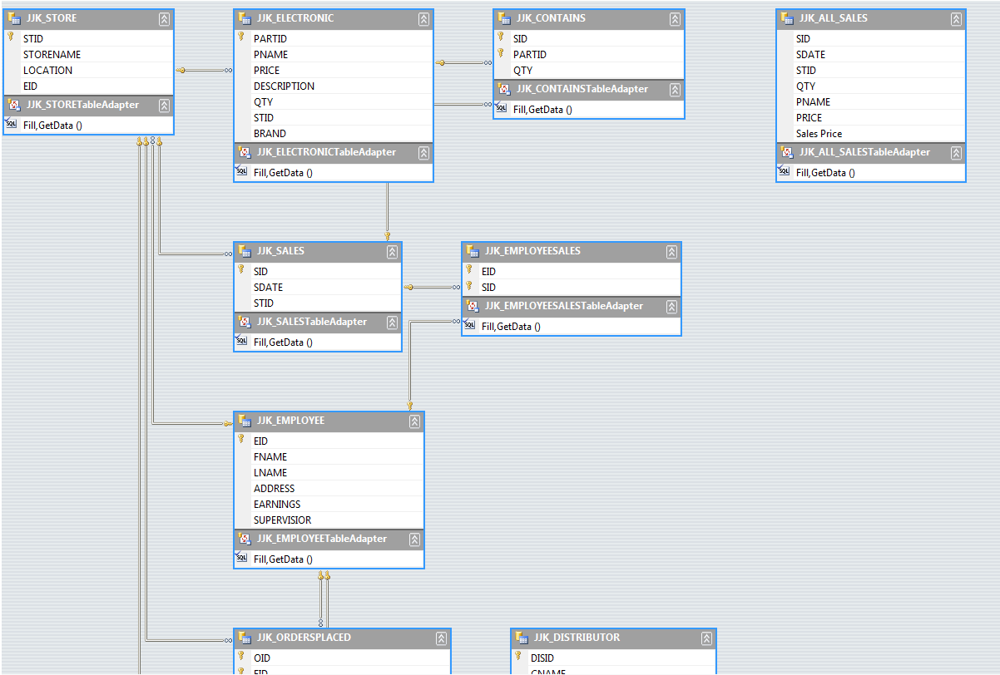 JJK_STORE
STID
STORENAME
LOCATION
EID
JJK_STORETableAdapter
Fill,GetData ()
JJK_ELECTRONIC
PARTID
PNAME
PRICE
DESCRIPTION
QTY
STID
BRAND
JJK_ELECTRONICTableAdapter
Fill,GetData ()
JJK_CONTAINS
SID
PARTID
QTY
JJK_CONTAINSTableAdapter
Fill,GetData ()
JJK_ALL_SALES
SID
SDATE
STID
QTY
PNAME
PRICE
Sales Price
JJK_ALL_SALESTableAdapter
Fill,GetData ()
JJK_SALES
SID
SDATE
STID
JJK_SALESTableAdapter
Fill,GetData ()
JJK_EMPLOYEESALES
EID
SID
JJK_EMPLOYEESALESTableAdapter
Fill,GetData ()
JJK_EMPLOYEE
EID
FNAME
LNAME
ADDRESS
EARNINGS
SUPERVISIOR
JJK_EMPLOYEETableAdapter
Fill,GetData ()
JJK_ORDERSPLACED
OID
EID
JJK_DISTRIBUTOR
DISID
CNAME